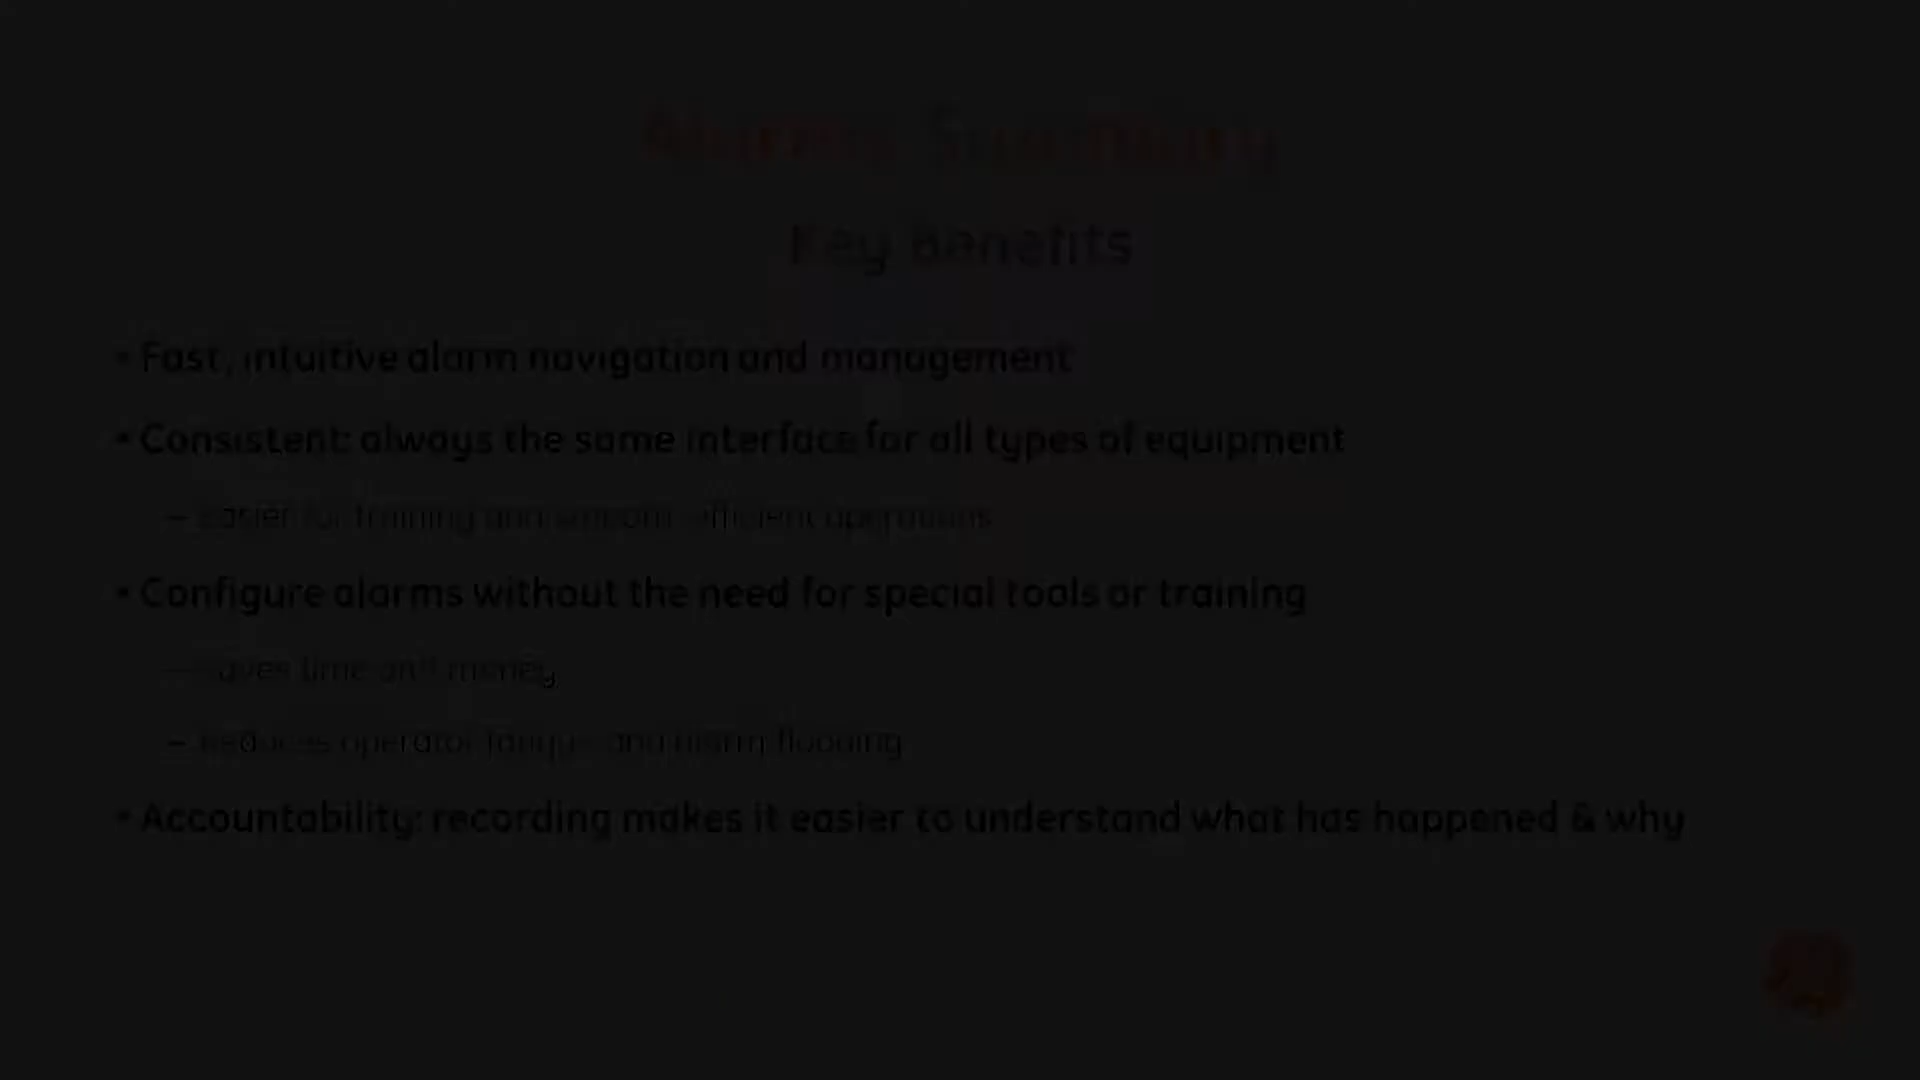 Alarms Summary
Key Benefits
• Fast, intuitive alarm navigation and management
• Consistent: always the same interface for all types of equipment
– Easier for training and smooth efficient operations
• Configure alarms without the need for special tools or training
– Saves time and money
– Reduces operator fatigue and alarm flooding
• Accountability: recording makes it easier to understand what has happened & why